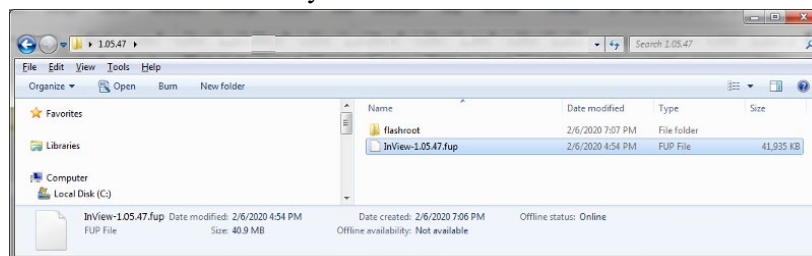 1.05.47
Search 1.05.47
File Edit View Tools Help
Organize Open Burn New folder
Name Date modified Type Size
Favorites
flashroot 2/6/2020 7:07 PM File folder
InView-1.05.47.fup 2/6/2020 4:54 PM FUP File 41,935 KB
Libraries
Computer
Local Disk (C:)
InView-1.05.47.fup Date modified: 2/6/2020 4:54 PM Date created: 2/6/2020 7:06 PM Offline status: Online
FUP File Size: 40.9 MB Offline availability: Not available